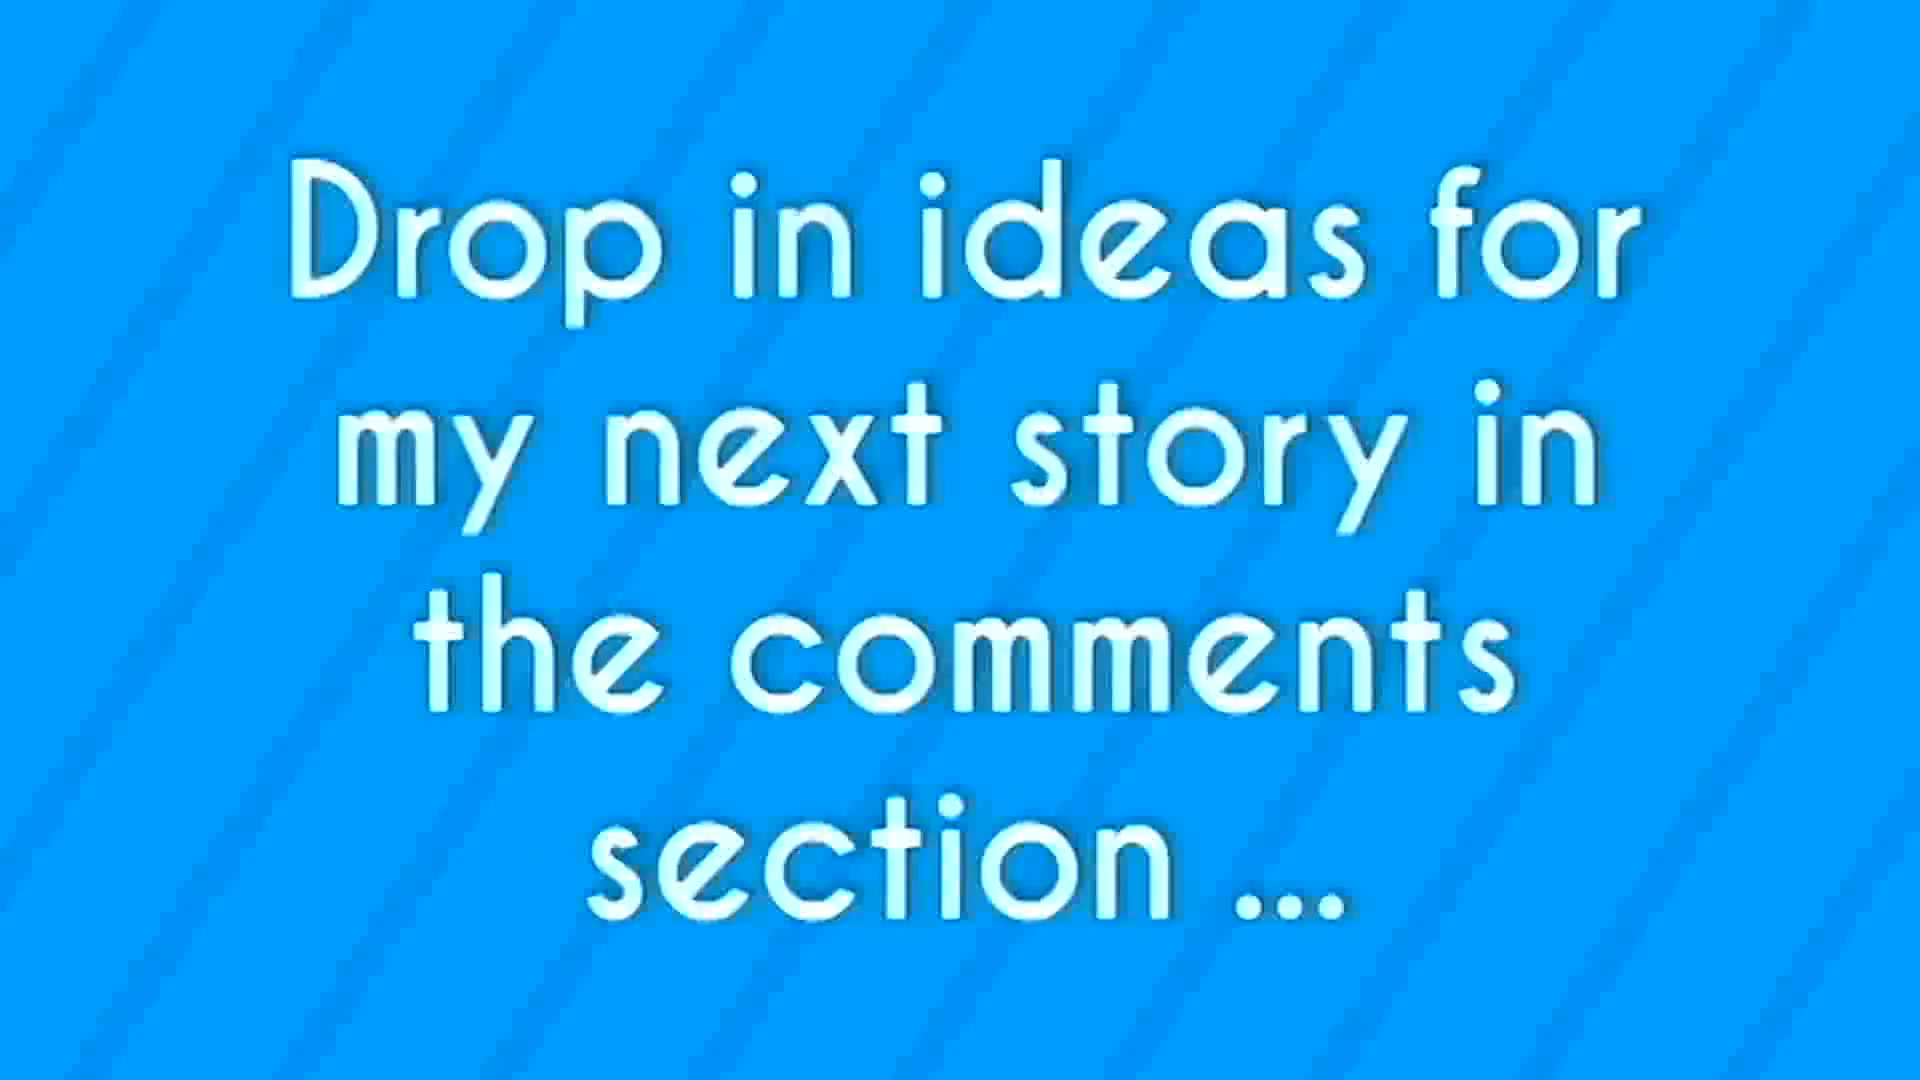 Drop in ideas for
my next story in
the comments
section ...